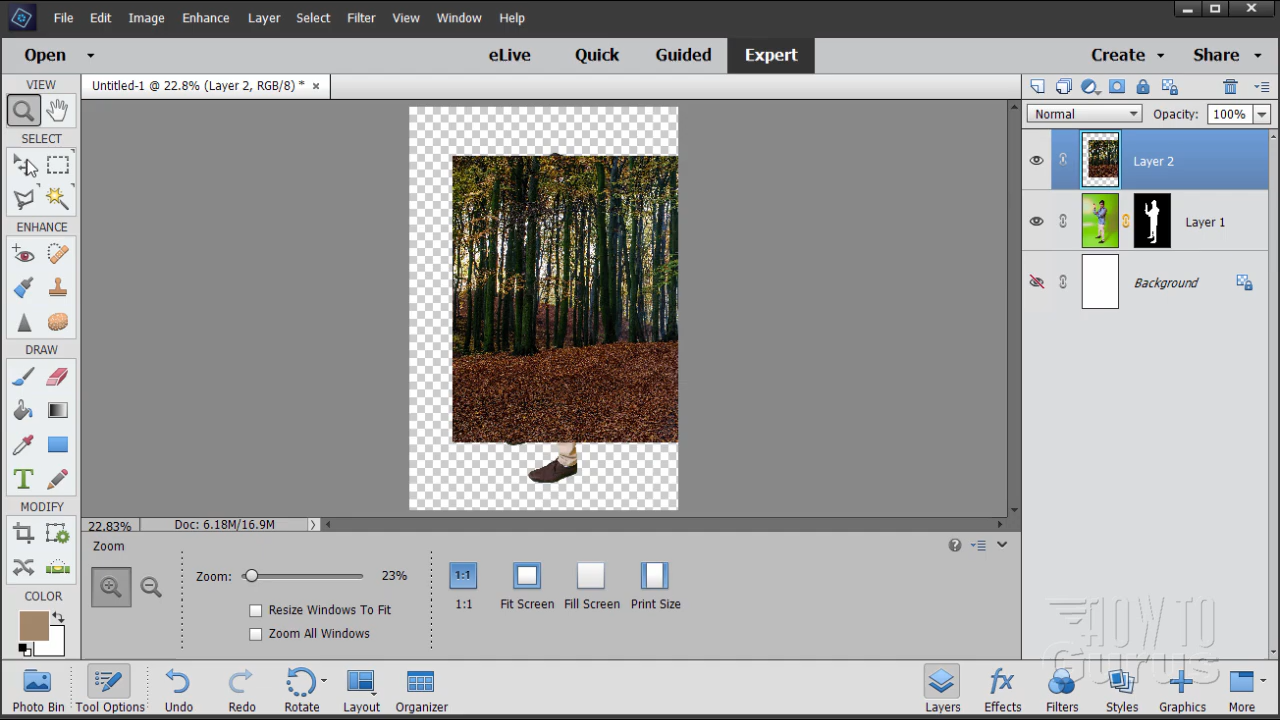 File Edit Image Enhance Layer Select Filter View Window Help
Open eLive Quick Guided Expert Create Share
VIEW
Untitled-1 @ 22.8% (Layer 2, RGB/8) * ×
Normal Opacity: 100%
SELECT
Layer 2
Layer 1
ENHANCE
Background
DRAW
T
MODIFY
22.83% Doc: 6.18M/16.9M
Zoom
Zoom: 23%
1:1
1:1 Fit Screen Fill Screen Print Size
COLOR
Resize Windows To Fit
Zoom All Windows
HOW TO
Gurus
fx
Photo Bin Tool Options Undo Redo Rotate Layout Organizer Layers Effects Filters Styles Graphics More